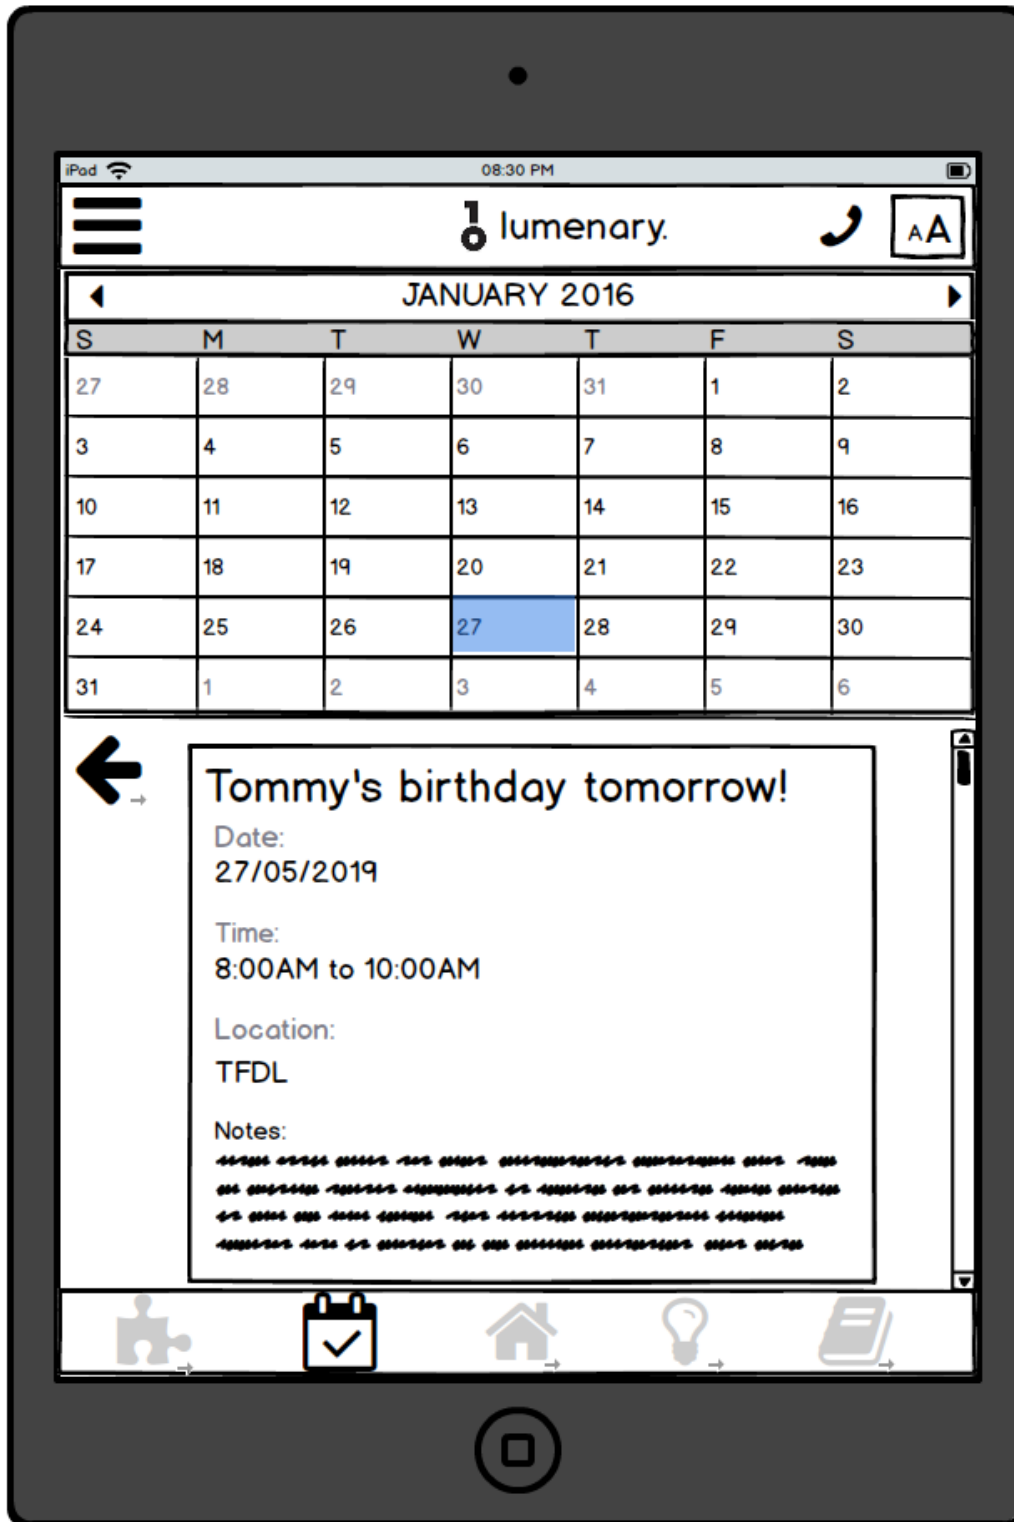 iPad 08:30 PM
lumenary. AA
JANUARY 2016
S M T W T F S
27 28 29 30 31 1 2
3 4 5 6 7 8 9
10 11 12 13 14 15 16
17 18 19 20 21 22 23
24 25 26 27 28 29 30
31 1 2 3 4 5 6
Tommy's birthday tomorrow!
Date:
27/05/2019
Time:
8:00AM to 10:00AM
Location:
TFDL
Notes: